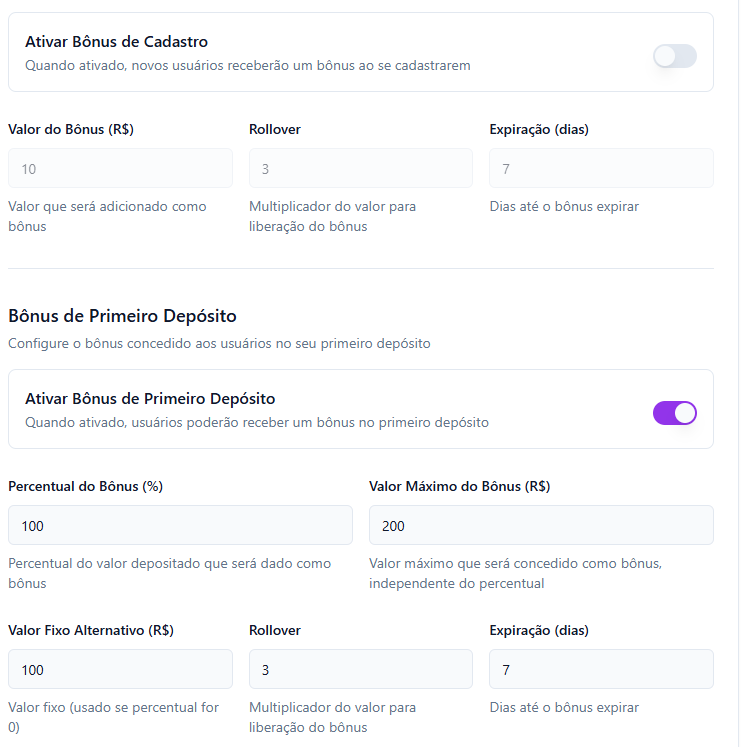 Ativar Bônus de Cadastro
Quando ativado, novos usuários receberão um bônus ao se cadastrarem
Valor do Bônus (R$)
Rollover
Expiração (dias)
10
3
7
Valor que será adicionado como
bônus
Multiplicador do valor para
liberação do bônus
Dias até o bônus expirar
Bônus de Primeiro Depósito
Configure o bônus concedido aos usuários no seu primeiro depósito
Ativar Bônus de Primeiro Depósito
Quando ativado, usuários poderão receber um bônus no primeiro depósito
Percentual do Bônus (%)
Valor Máximo do Bônus (R$)
100
200
Percentual do valor depositado que será dado como
bônus
Valor máximo que será concedido como bônus,
independente do percentual
Valor Fixo Alternativo (R$)
Rollover
Expiração (dias)
100
3
7
Valor fixo (usado se percentual for
0)
Multiplicador do valor para
liberação do bônus
Dias até o bônus expirar